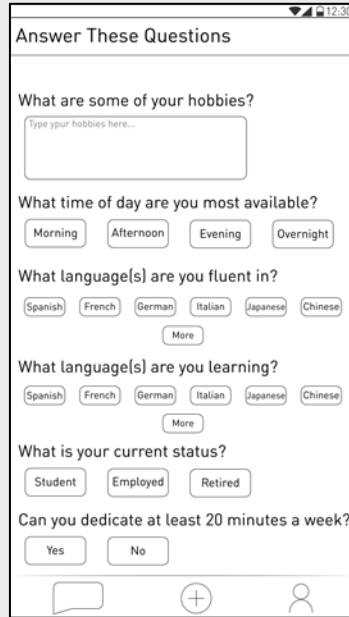 12:30
Answer These Questions
What are some of your hobbies?
Type ypur hobbies here...
What time of day are you most available?
Morning Afternoon Evening Overnight
What language(s) are you fluent in?
Spanish French German Italian Japanese Chinese
More
What language(s) are you learning?
Spanish French German Italian Japanese Chinese
More
What is your current status?
Student Employed Retired
Can you dedicate at least 20 minutes a week?
Yes No